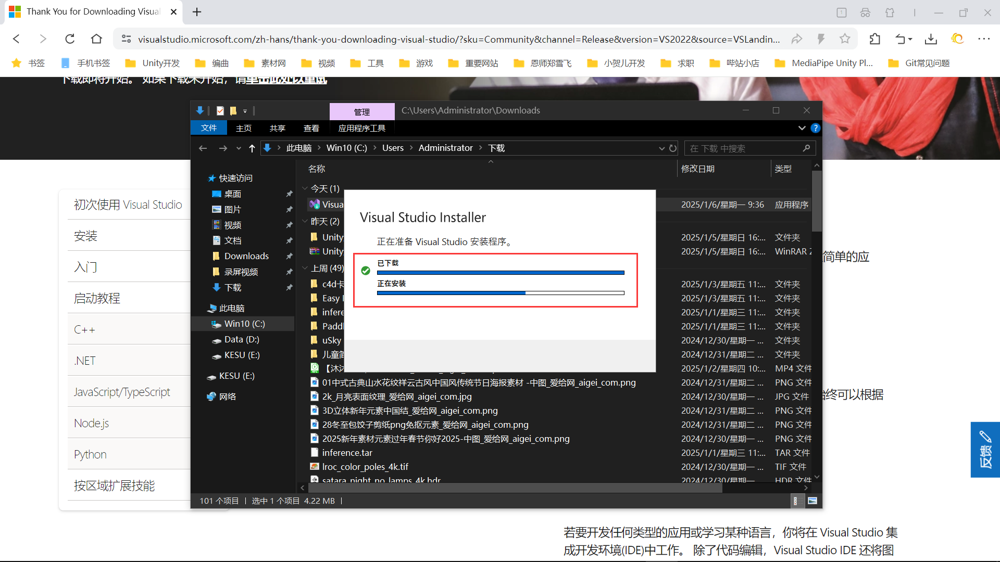 Thank You for Downloading Visual
visualstudio.microsoft.com/zh-hans/thank-you-downloading-visual-studio/?sku=Community&channel=Release&version=VS2022&source=VSLandin...
书签 手机书签 Unity开发 编曲 素材网 视频 工具 游戏 重要网站 恩师郑雪飞 小贺儿开发 求职 哔站小店 MediaPipe Unity Pl... Git常见问题
下载即将开始。 如果下载未开始，请单击此处以重试
管理 C:\Users\Administrator\Downloads
文件 主页 共享 查看 应用程序工具
此电脑 Win10 (C:) Users Administrator 下载 在 下载 中搜索
名称 修改日期 类型
快速访问
桌面
图片
视频
文档
Downloads
录屏视频
下载
此电脑
Win10 (C:)
Data (D:)
KESU (E:)
KESU (E:)
网络
今天 (1)
Visua 2025/1/6/星期一 9:36 应用程序
昨天 (2)
Unity 2025/1/5/星期日 16:... 文件夹
Unity 2025/1/5/星期日 16:... WinRAR Z
上周 (49)
c4d卡 2025/1/3/星期五 11:... 文件夹
Easy 2025/1/3/星期五 11:... 文件夹
infere 2025/1/1/星期三 11:... 文件夹
Paddl 2025/1/1/星期三 11:... 文件夹
uSky 2024/12/30/星期一 ... 文件夹
儿童简 2024/12/31/星期二 ... 文件夹
2025/1/2/星期四 10:... MP4 文件
01中式古典山水花纹祥云古风中国风传统节日海报素材 -中图_爱给网_aigei_com.png 2024/12/31/星期二 ... PNG 文件
2k_月亮表面纹理_爱给网_aigei_com.jpg 2024/12/30/星期一 ... JPG 文件
3D立体新年元素中国结_爱给网_aigei_com.png 2024/12/31/星期二 ... PNG 文件
28冬至包饺子剪纸png免抠元素_爱给网_aigei_com.png 2024/12/31/星期二 ... PNG 文件
2025新年素材元素过年春节你好2025-中图_爱给网_aigei_com.png 2024/12/30/星期一 ... PNG 文件
inference.tar 2025/1/1/星期三 11:... TAR 文件
lroc_color_poles_4k.tif 2024/12/30/星期一 ... TIF 文件
satara_night_no_lamps_4k.hdr 2024/12/30/星期一 ... HDR 文件
101 个项目 选中 1 个项目 4.22 MB
Visual Studio Installer
正在准备 Visual Studio 安装程序。
已下载
正在安装
初次使用 Visual Studio
安装
入门
启动教程
C++
.NET
JavaScript/TypeScript
Node.js
Python
按区域扩展技能
简单的应
终可以根据
反馈
若要开发任何类型的应用或学习某种语言，你将在 Visual Studio 集
成开发环境(IDE)中工作。 除了代码编辑，Visual Studio IDE 还将图